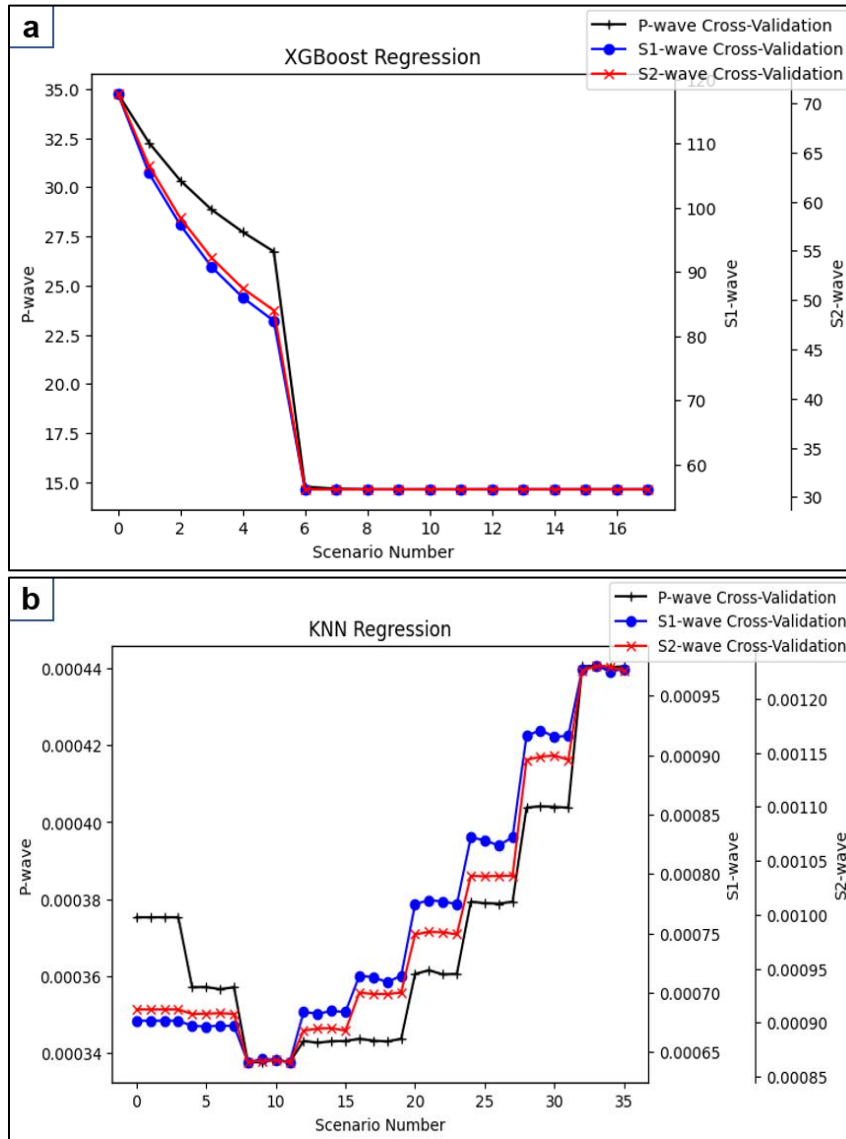 a
P-wave Cross-Validation
S1-wave Cross-Validation
S2-wave Cross-Validation
XGBoost Regression
35.0
32.5
30.0
27.5
25.0
22.5
20.0
17.5
15.0
P-wave
120
110
100
90
80
70
60
S1-wave
70
65
60
55
50
45
40
35
30
S2-wave
0 2 4 6 8 10 12 14 16
Scenario Number
b
P-wave Cross-Validation
S1-wave Cross-Validation
S2-wave Cross-Validation
KNN Regression
0.00044
0.00042
0.00040
0.00038
0.00036
0.00034
P-wave
0.00095
0.00090
0.00085
0.00080
0.00075
0.00070
0.00065
S1-wave
0.00120
0.00115
0.00110
0.00105
0.00100
0.00095
0.00090
0.00085
S2-wave
0 5 10 15 20 25 30 35
Scenario Number